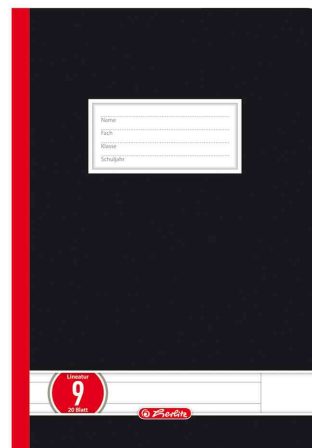 Name
Fach
Klasse
Schuljahr
Lineatur
9
20 Blatt
Herlitz